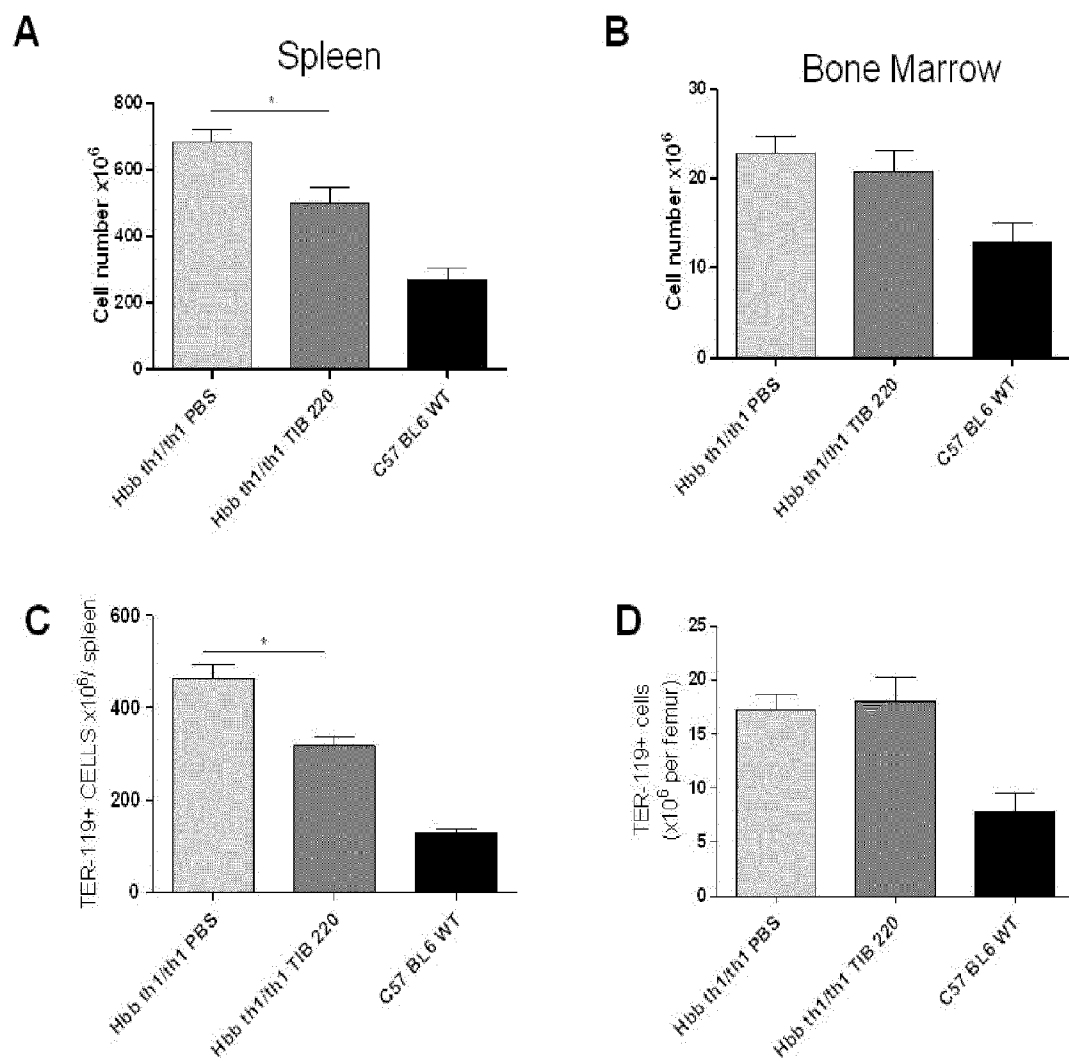 A
Spleen
*
800
600
400
200
0
Cell number x10⁶
Hbb th1/th1 PBS
Hbb th1/th1 TIB 220
C57 BL6 WT
B
Bone Marrow
30
20
10
0
Cell number x10⁶
Hbb th1/th1 PBS
Hbb th1/th1 TIB 220
C57 BL6 WT
C
*
600
400
200
0
TER-119+ CELLS x10⁶/ spleen
Hbb th1/th1 PBS
Hbb th1/th1 TIB 220
C57 BL6 WT
D
25
20
15
10
5
0
TER-119+ cells
(x10⁶ per femur)
Hbb th1/th1 PBS
Hbb th1/th1 TIB 220
C57 BL6 WT